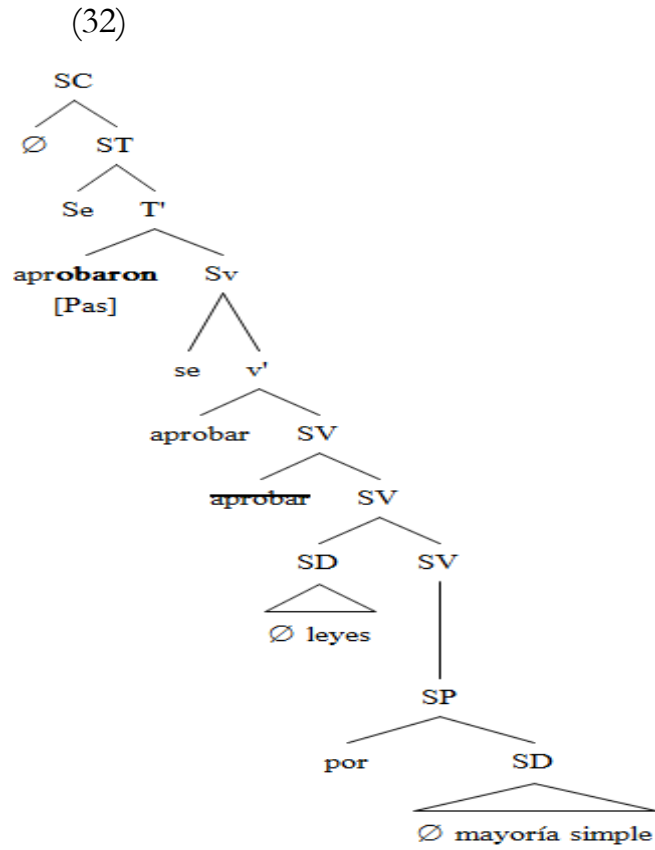 (32)
SC
∅ ST
Se T'
aprobaron Sv
[Pas]
se v'
aprobar SV
aprobar SV
SD SV
∅ leyes
SP
por SD
∅ mayoría simple